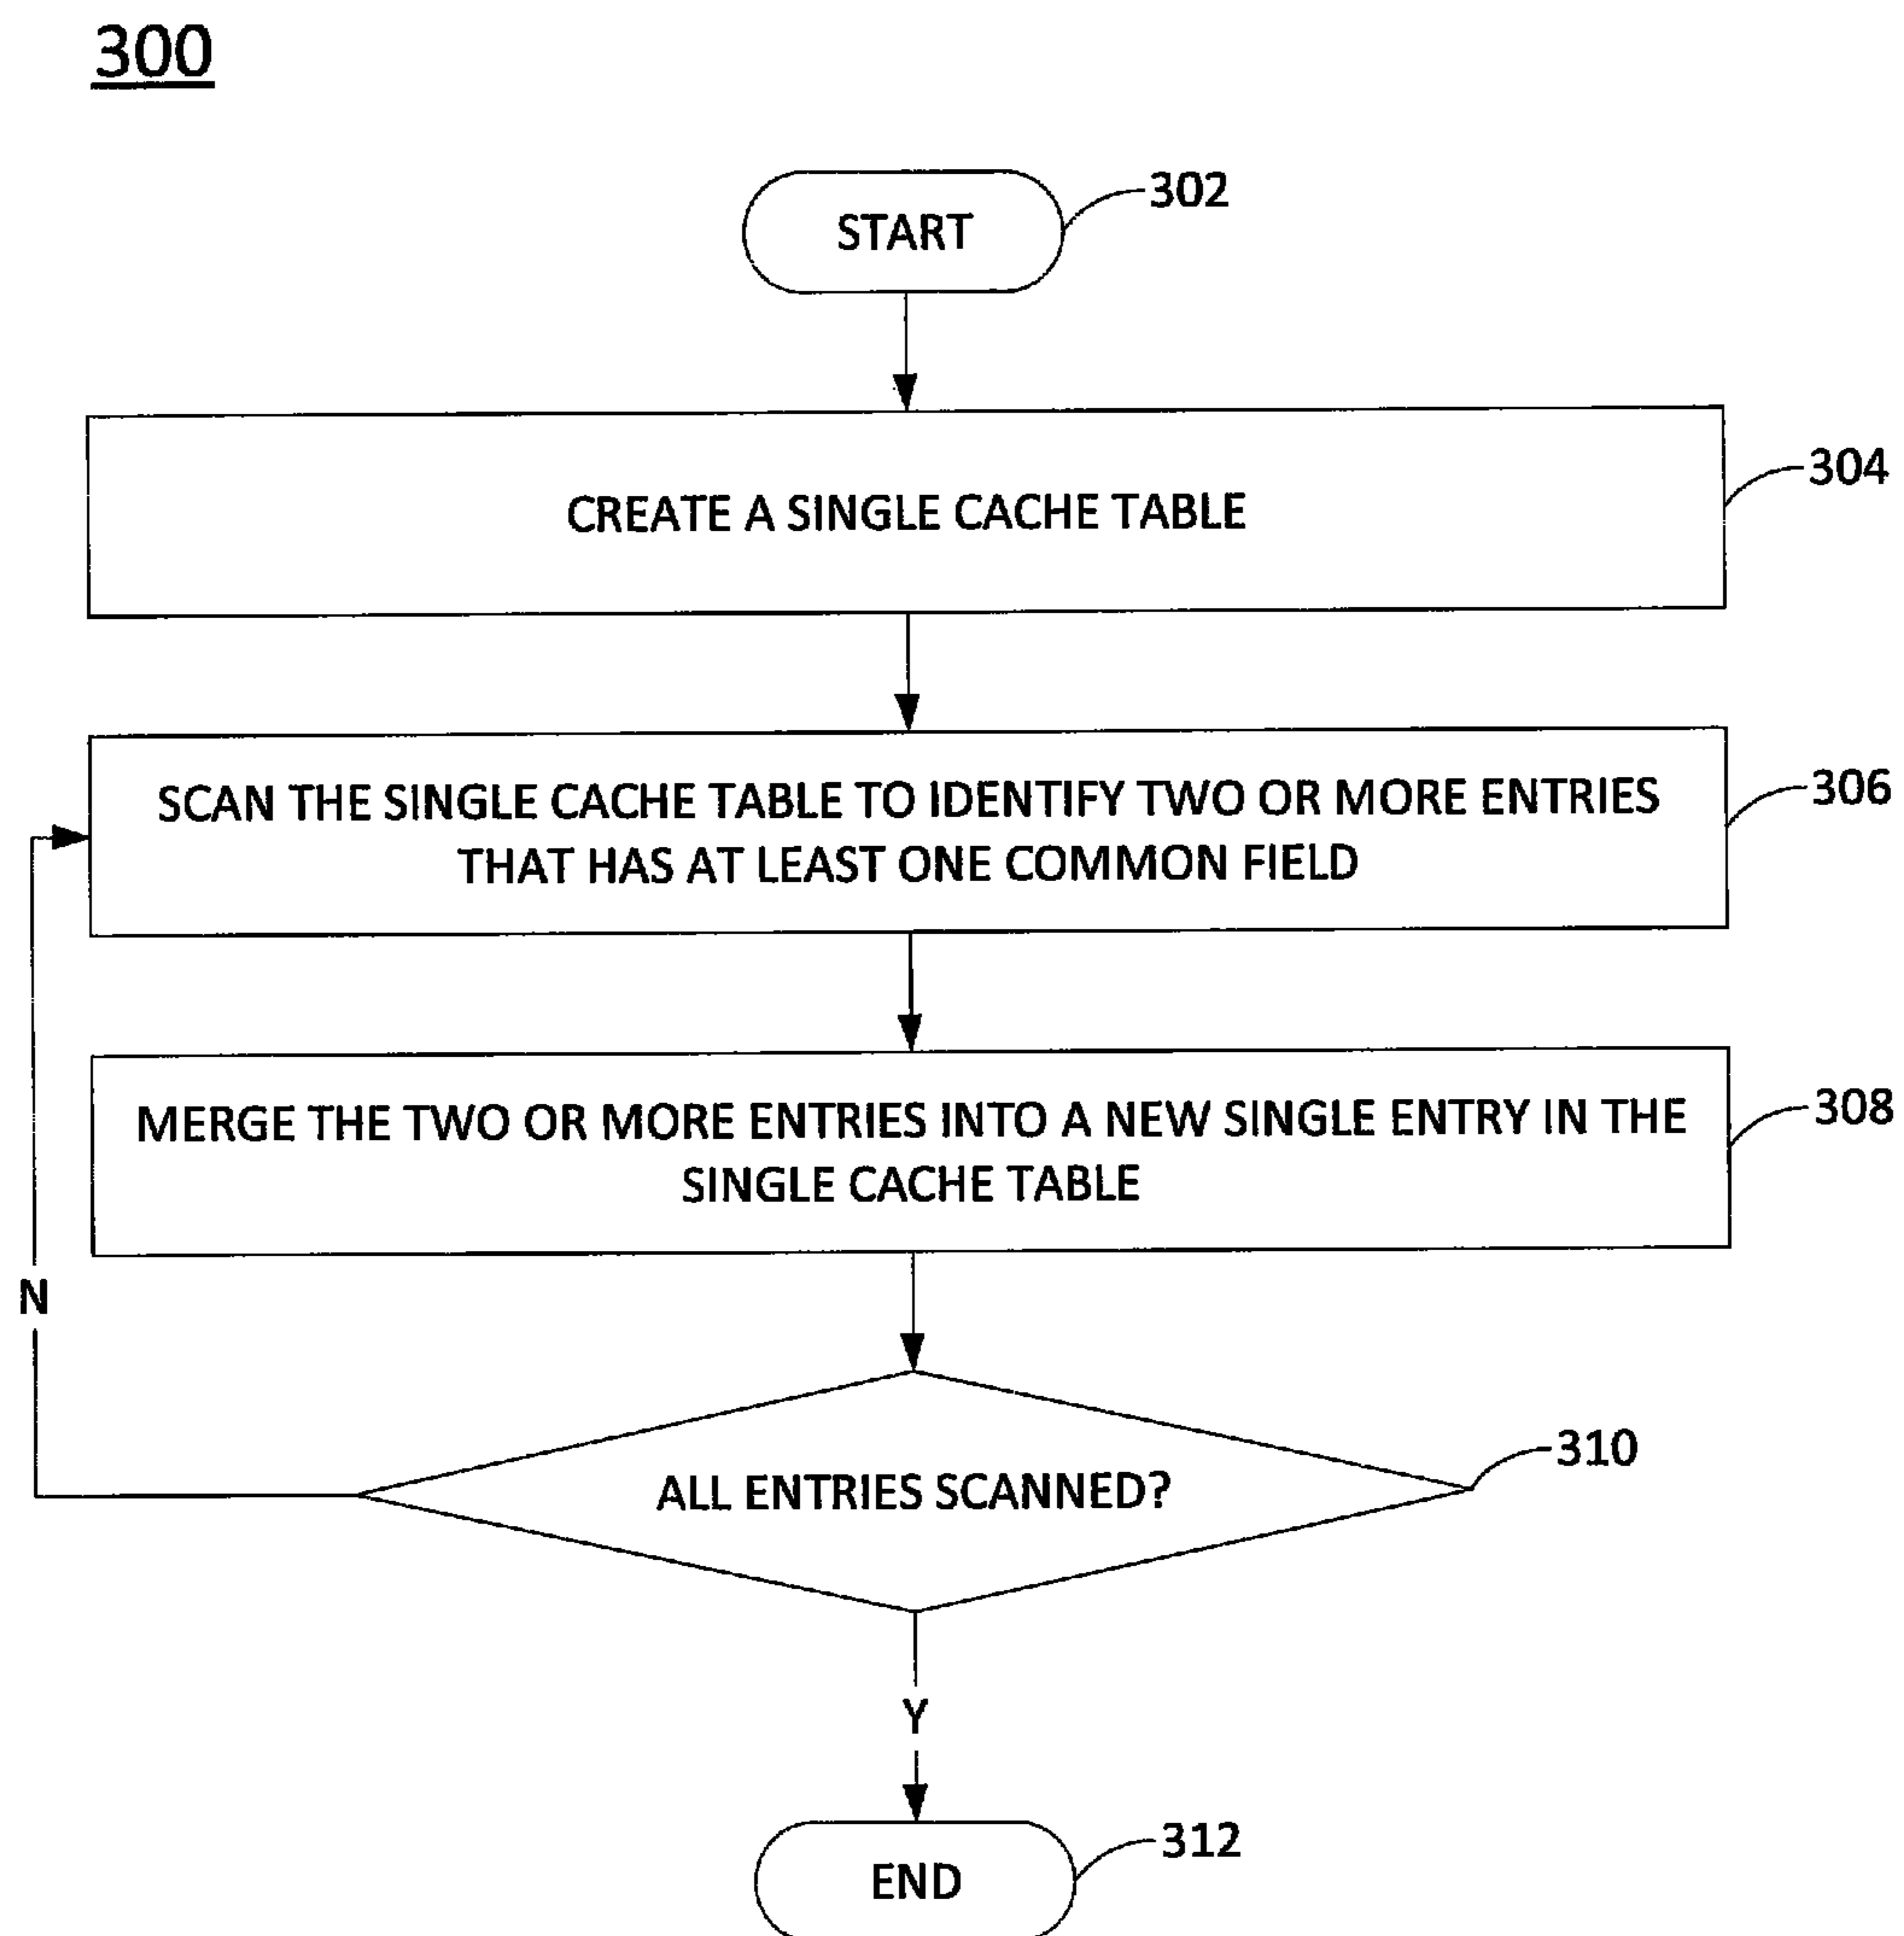 300
START
302
CREATE A SINGLE CACHE TABLE
304
SCAN THE SINGLE CACHE TABLE TO IDENTIFY TWO OR MORE ENTRIES
THAT HAS AT LEAST ONE COMMON FIELD
306
MERGE THE TWO OR MORE ENTRIES INTO A NEW SINGLE ENTRY IN THE
SINGLE CACHE TABLE
308
N
ALL ENTRIES SCANNED?
310
Y
END
312